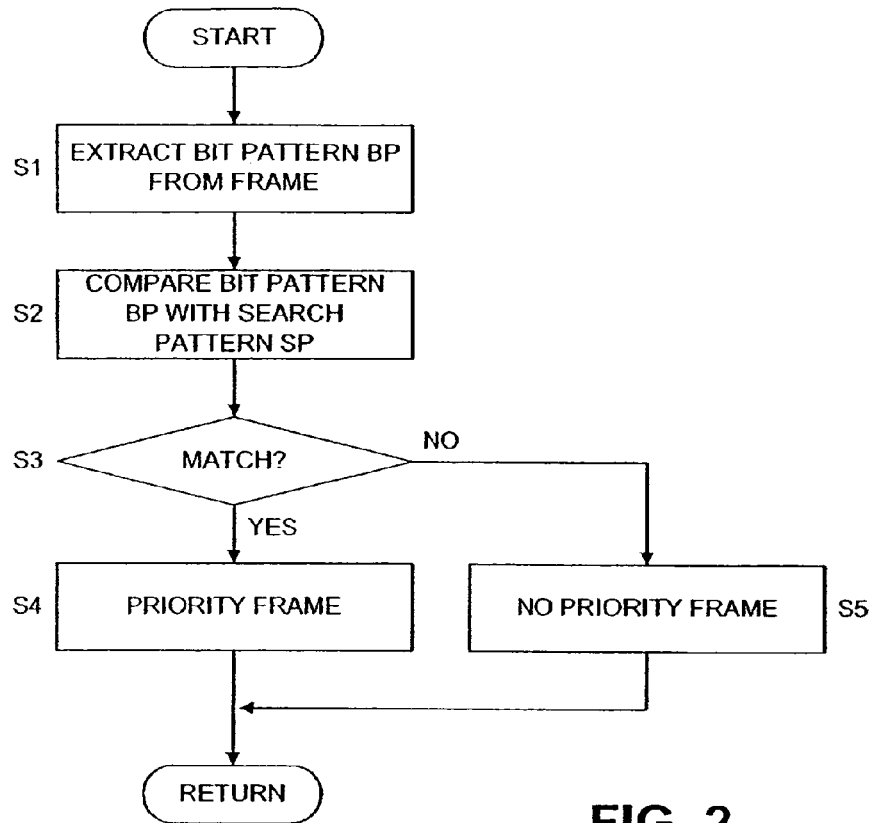 START
S1
EXTRACT BIT PATTERN BP
FROM FRAME
S2
COMPARE BIT PATTERN
BP WITH SEARCH
PATTERN SP
S3
MATCH?
NO
YES
S4
PRIORITY FRAME
NO PRIORITY FRAME
S5
RETURN
FIG. 2